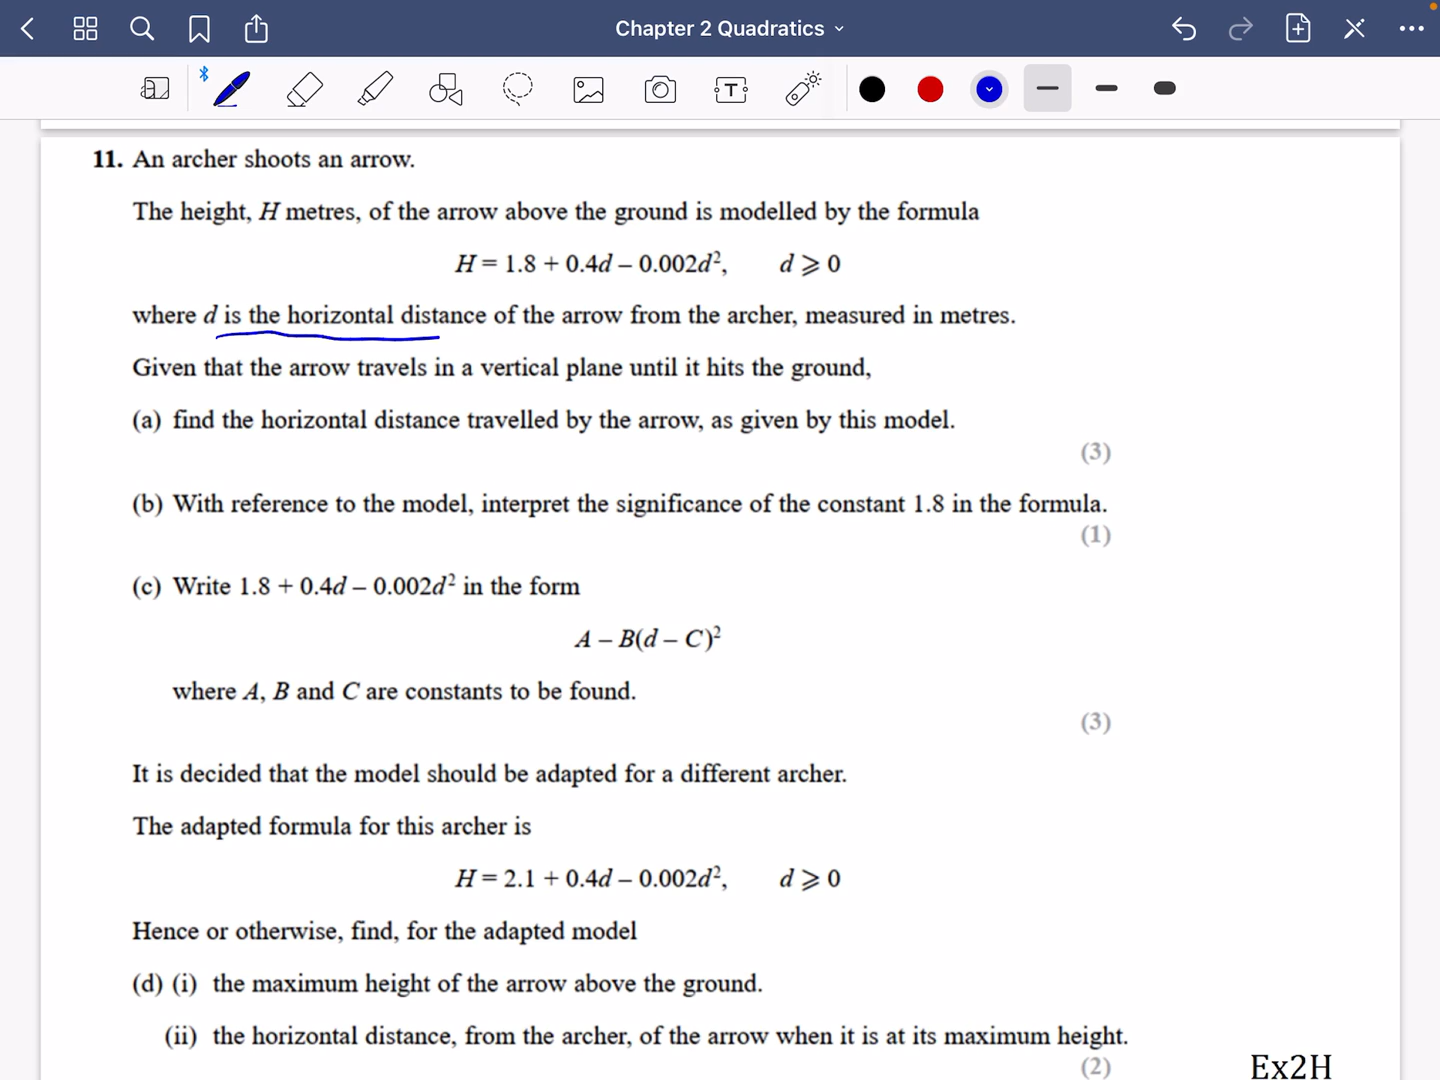 Chapter 2 Quadratics
11. An archer shoots an arrow.
The height, H metres, of the arrow above the ground is modelled by the formula
H = 1.8 + 0.4d – 0.002d², d ⩾ 0
where d is the horizontal distance of the arrow from the archer, measured in metres.
Given that the arrow travels in a vertical plane until it hits the ground,
(a) find the horizontal distance travelled by the arrow, as given by this model.
(3)
(b) With reference to the model, interpret the significance of the constant 1.8 in the formula.
(1)
(c) Write 1.8 + 0.4d – 0.002d² in the form
A – B(d – C)²
where A, B and C are constants to be found.
(3)
It is decided that the model should be adapted for a different archer.
The adapted formula for this archer is
H = 2.1 + 0.4d – 0.002d², d ⩾ 0
Hence or otherwise, find, for the adapted model
(d) (i) the maximum height of the arrow above the ground.
(ii) the horizontal distance, from the archer, of the arrow when it is at its maximum height.
(2)
Ex2H